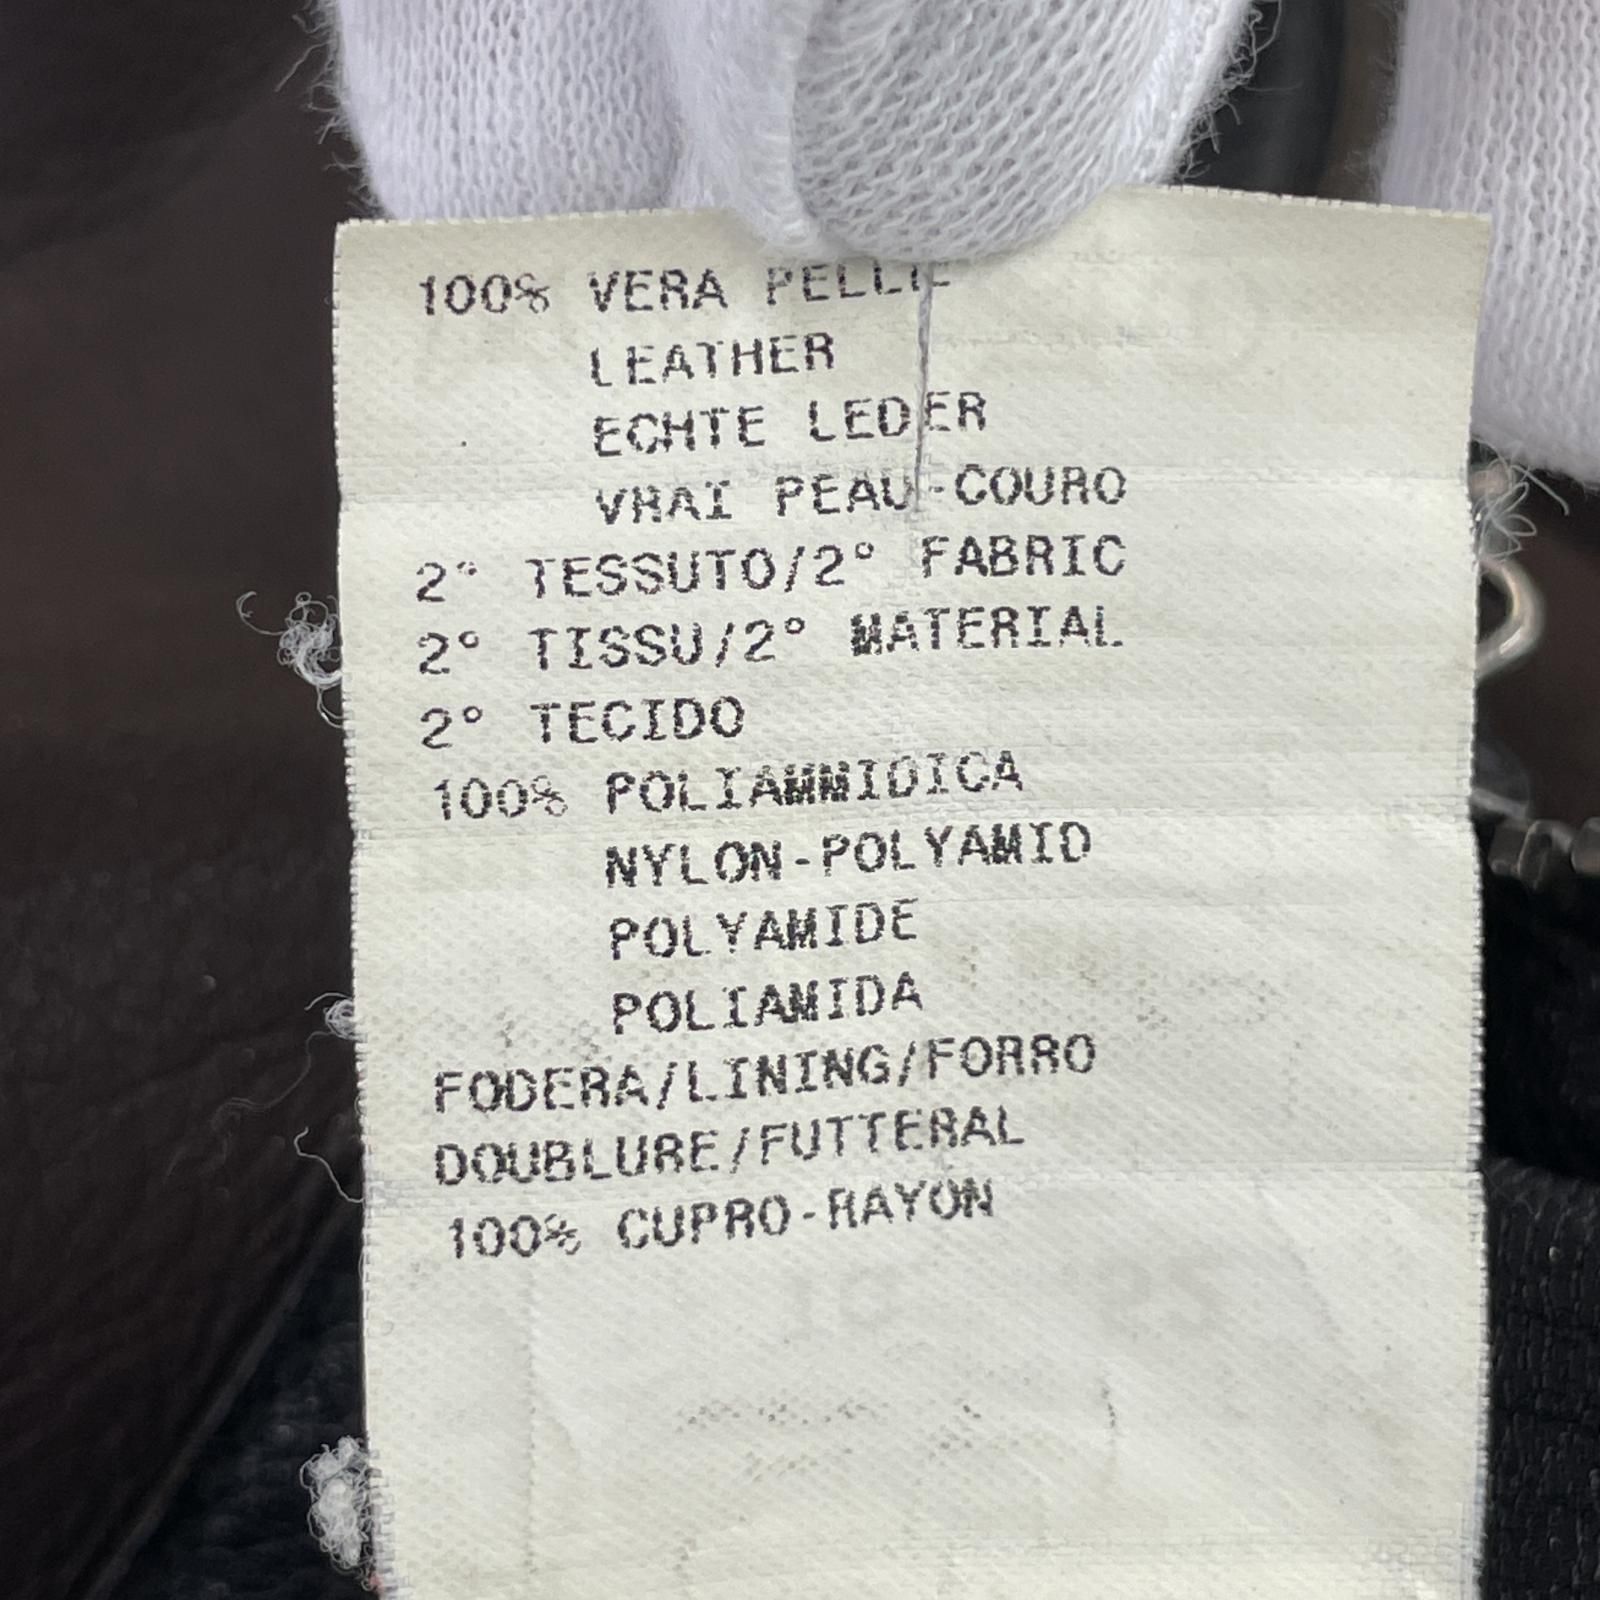 100% VERA PELLE
LEATHER
ECHTE LEDER
VRAI PEAU-COURO
2° TESSUTO/2° FABRIC
2° TISSU/2° MATERIAL
2° TECIDO
100% POLIAMMIDICA
NYLON-POLYAMID
POLYAMIDE
POLIAMIDA
FODERA/LINING/FORRO
DOUBLURE/FUTTERAL
100% CUPRO-RAYON